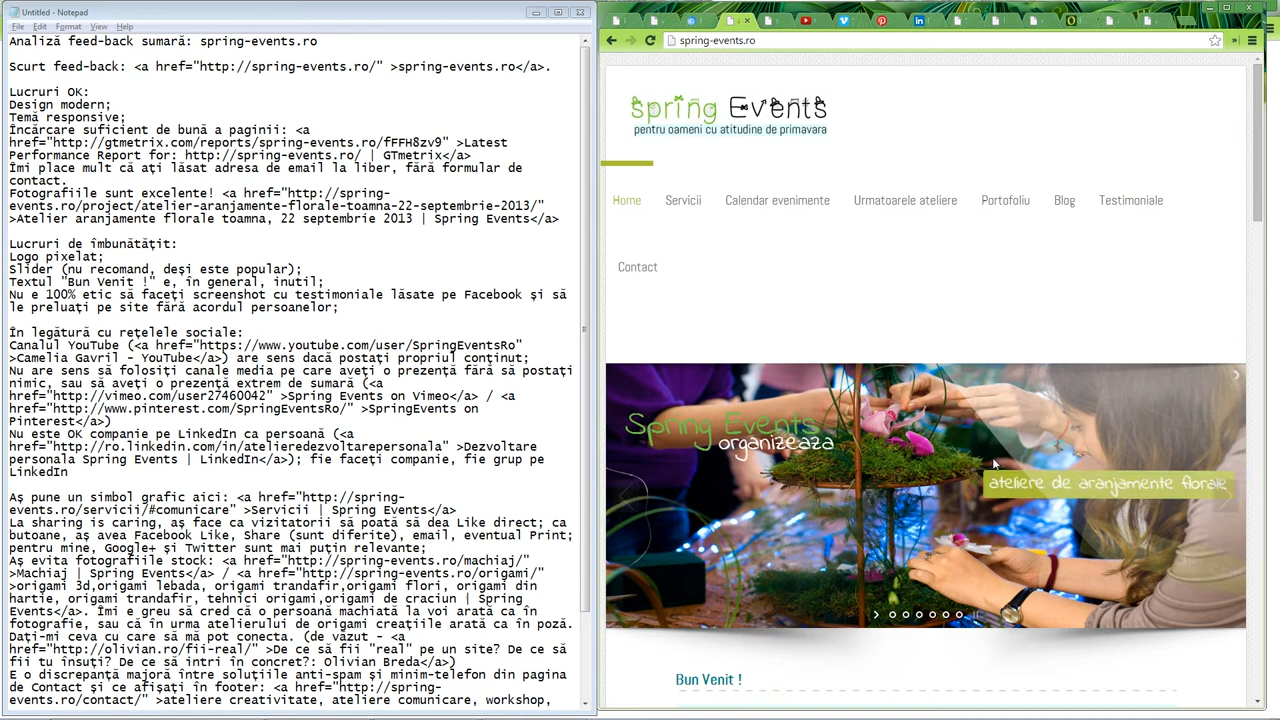 Untitled - Notepad
File Edit Format View Help
Analiză feed-back sumară: spring-events.ro
Scurt feed-back: <a href="http://spring-events.ro/" >spring-events.ro</a>.
Lucruri OK:
Design modern;
Temă responsive;
Încărcare suficient de bună a paginii: <a
href="http://gtmetrix.com/reports/spring-events.ro/fFFH8zv9" >Latest
Performance Report for: http://spring-events.ro/ | GTmetrix</a>
Îmi place mult că ați lăsat adresa de email la liber, fără formular de
contact.
Fotografiile sunt excelente! <a href="http://spring-
events.ro/project/atelier-aranjamente-florale-toamna-22-septembrie-2013/"
>Atelier aranjamente florale toamna, 22 septembrie 2013 | Spring Events</a>
Lucruri de îmbunătățit:
Logo pixelat;
Slider (nu recomand, deși este popular);
Textul "Bun Venit !" e, în general, inutil;
Nu e 100% etic să faceți screenshot cu testimoniale lăsate pe Facebook și să
le preluați pe site fără acordul persoanelor;
În legătură cu rețelele sociale:
Canalul YouTube (<a href="https://www.youtube.com/user/SpringEventsRo"
>Camelia Gavril - YouTube</a>) are sens dacă postați propriul conținut;
Nu are sens să folosiți canale media pe care aveți o prezență fără să postați
nimic, sau să aveți o prezență extrem de sumară (<a
href="http://vimeo.com/user27460042" >Spring Events on Vimeo</a> / <a
href="http://www.pinterest.com/SpringEventsRo/" >SpringEvents on
Pinterest</a>)
Nu este OK companie pe LinkedIn ca persoană (<a
href="http://ro.linkedin.com/in/atelieredezvoltarepersonala" >Dezvoltare
personala Spring Events | LinkedIn</a>); fie faceți companie, fie grup pe
LinkedIn
Aș pune un simbol grafic aici: <a href="http://spring-
events.ro/servicii/#comunicare" >Servicii | Spring Events</a>
La sharing is caring, aș face ca vizitatorii să poată să dea Like direct; ca
butoane, aș avea Facebook Like, Share (sunt diferite), email, eventual Print;
pentru mine, Google+ și Twitter sunt mai puțin relevante;
Aș evita fotografiile stock: <a href="http://spring-events.ro/machiaj/"
>Machiaj | Spring Events</a> / <a href="http://spring-events.ro/origami/"
>origami 3d,origami lebada, origami trandafir,origami flori, origami din
hartie, origami trandafir, tehnici origami,origami de craciun | Spring
Events</a>. Îmi e greu să cred că o persoană machiată la voi arată ca în
fotografie, sau că în urma cursului de origami creațiile arată ca în poză.
Dați-mi ceva cu care să mă pot conecta. (de văzut - <a
href="http://olivian.ro/fii-real/" >De ce să fii "real" pe un site? De ce să
fii tu însuți? De ce să intri în concret?: Olivian Breda</a>)
E o discrepanță majoră între soluțiile anti-spam și minim-telefon din pagina
de contact și ce afișați în footer: <a href="http://spring-
events.ro/contact/" >Ateliere creativitate, ateliere comunicare, workshop,
spring-events.ro
spring Events
pentru oameni cu atitudine de primavara
Home Servicii Calendar evenimente Urmatoarele ateliere Portofoliu Blog Testimoniale
Contact
Spring Events
organizeaza
ateliere de aranjamente florale
Bun Venit !